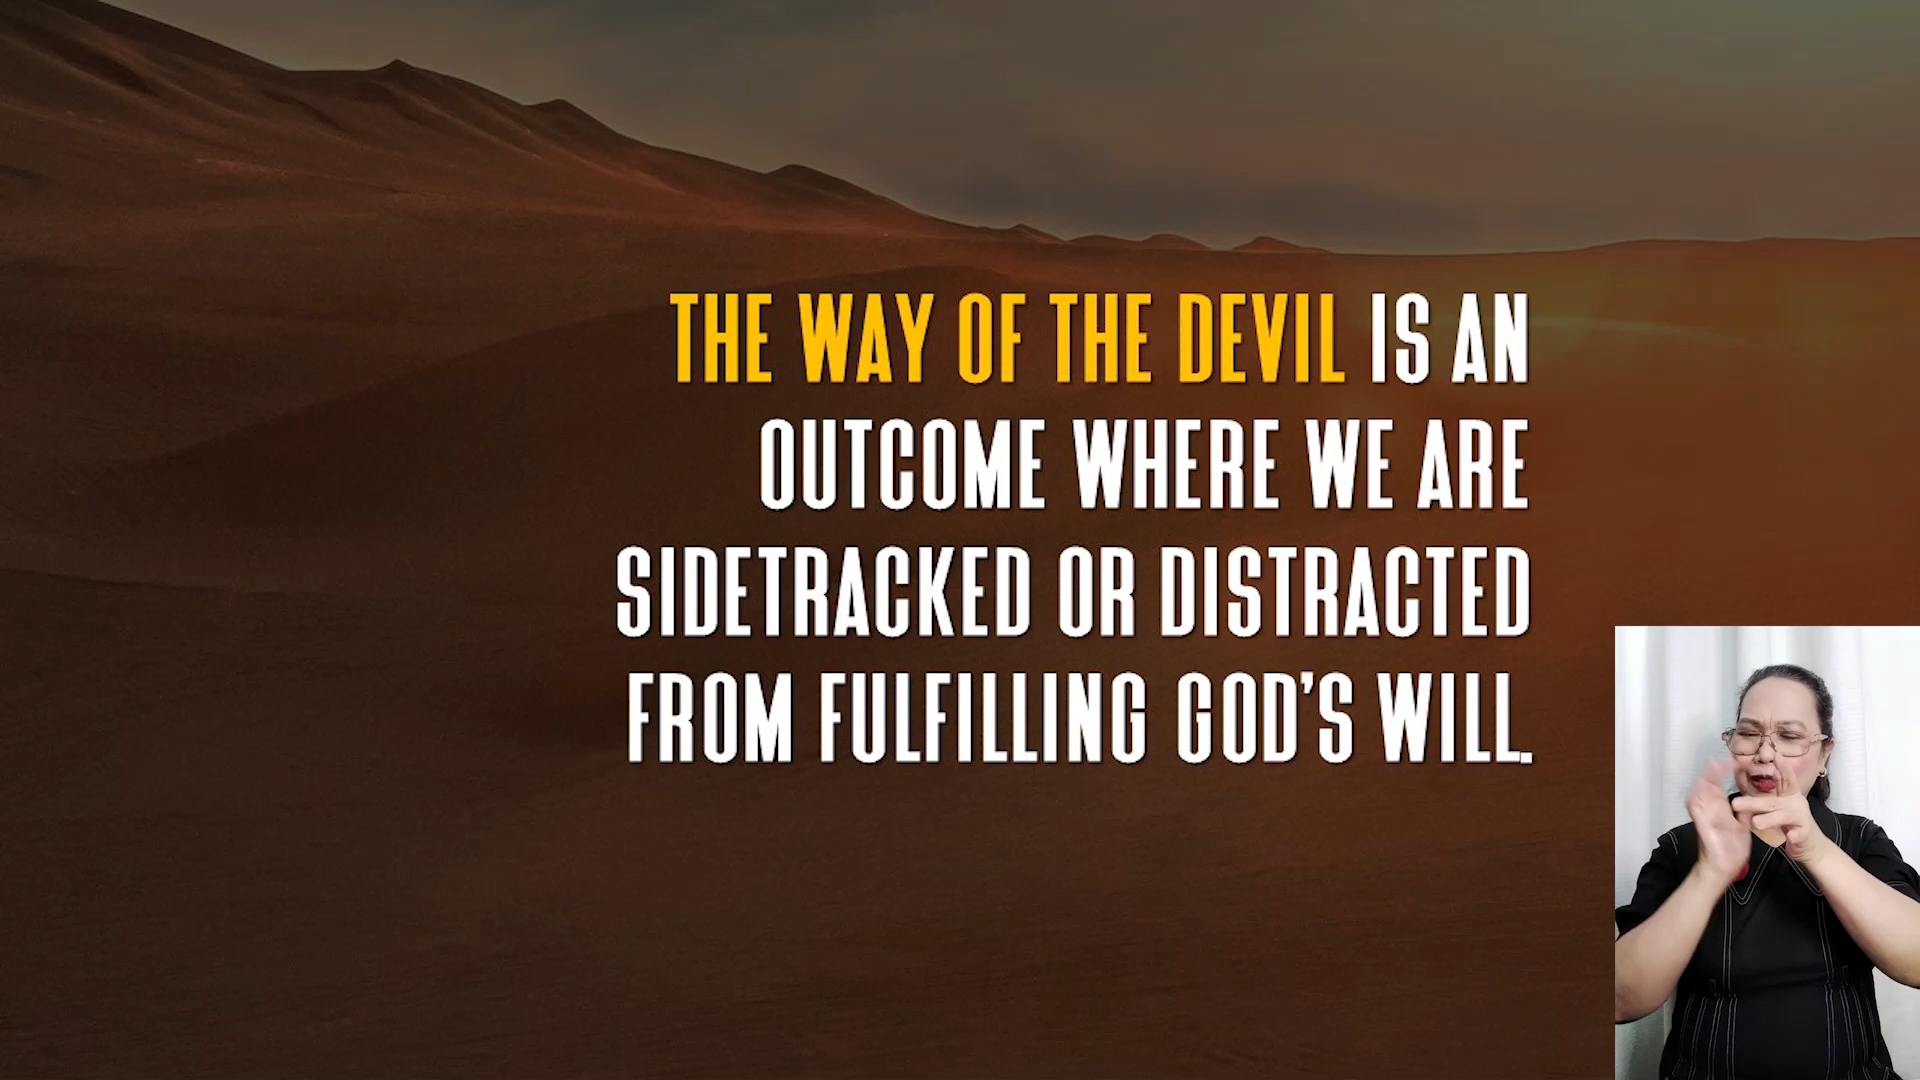 THE WAY OF THE DEVIL IS AN
OUTCOME WHERE WE ARE
SIDETRACKED OR DISTRACTED
FROM FULFILLING GOD'S WILL.